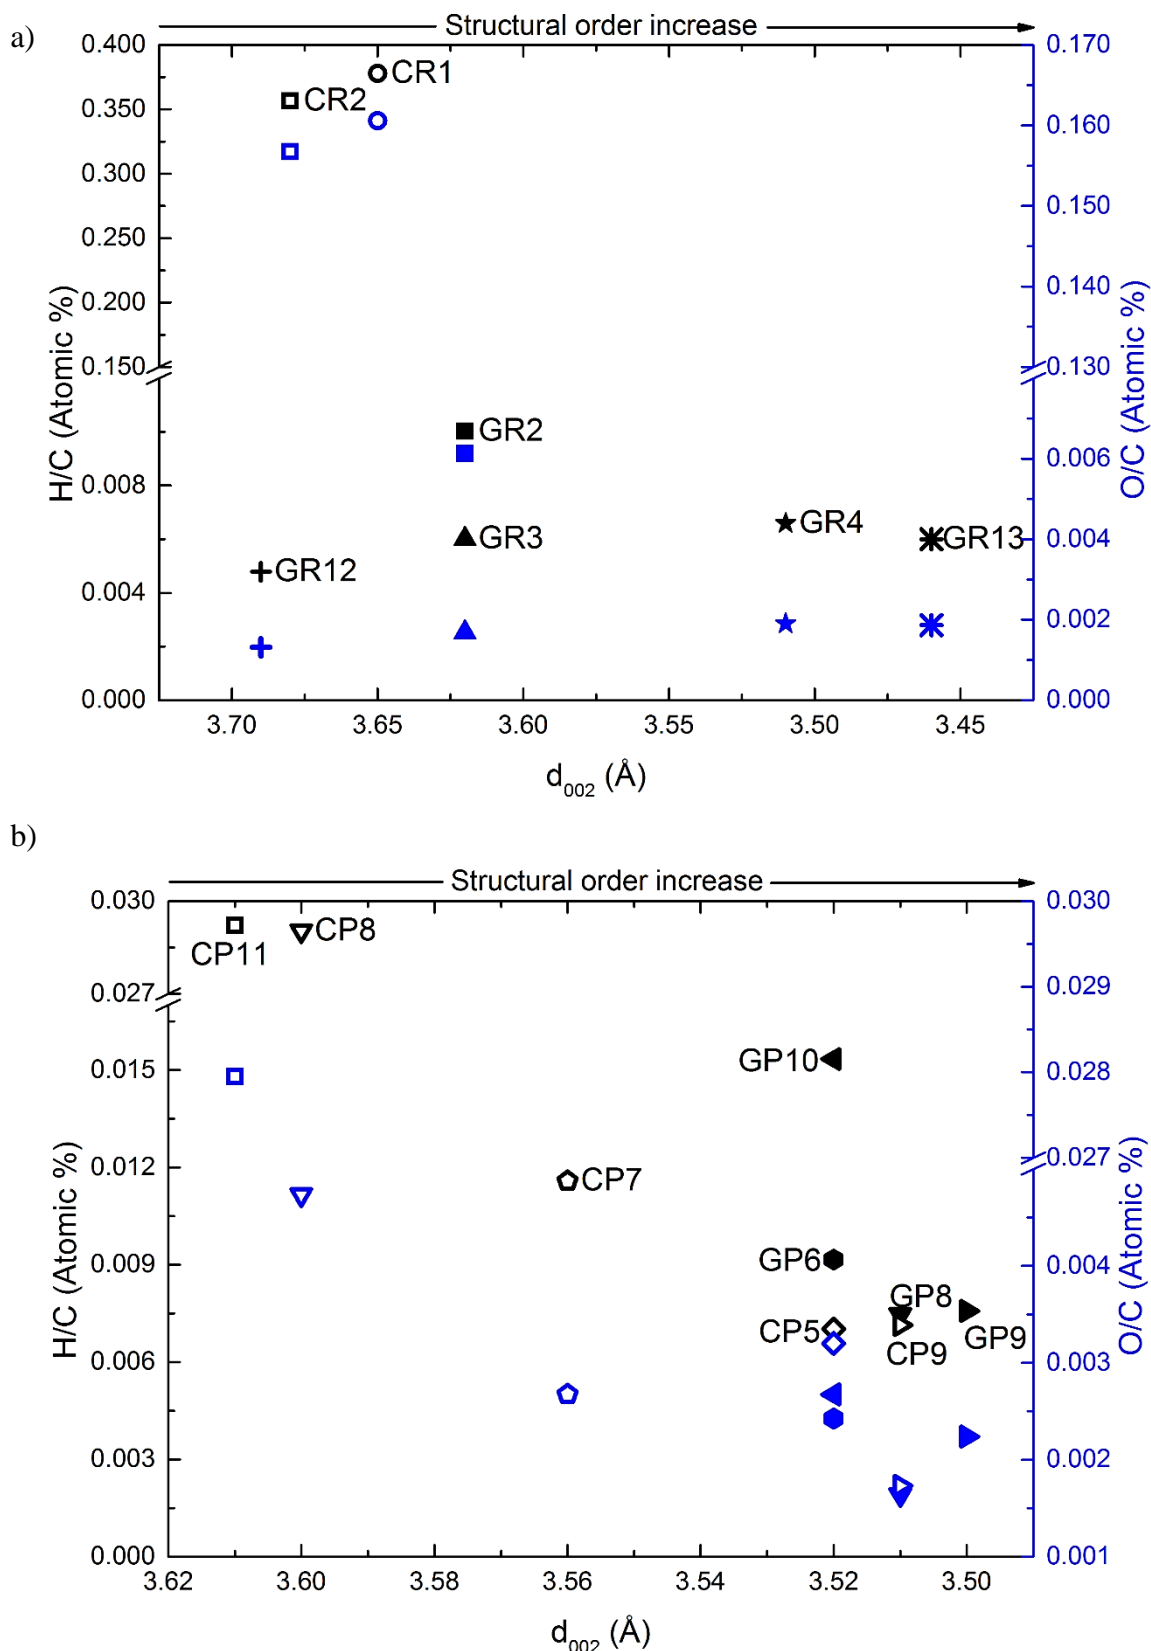 a)
Structural order increase
0.400
0.350
0.300
0.250
0.200
0.150
0.008
0.004
0.000
H/C (Atomic %)
0.170
0.160
0.150
0.140
0.130
0.006
0.004
0.002
0.000
O/C (Atomic %)
CR1
CR2
GR2
GR3
GR4
GR13
GR12
3.70 3.65 3.60 3.55 3.50 3.45
d002 (Å)
b)
Structural order increase
0.030
0.027
0.015
0.012
0.009
0.006
0.003
0.000
H/C (Atomic %)
0.030
0.029
0.028
0.027
0.004
0.003
0.002
0.001
O/C (Atomic %)
CP11
CP8
GP10
CP7
GP6
GP8
CP5
CP9
GP9
3.62 3.60 3.58 3.56 3.54 3.52 3.50
d002 (Å)